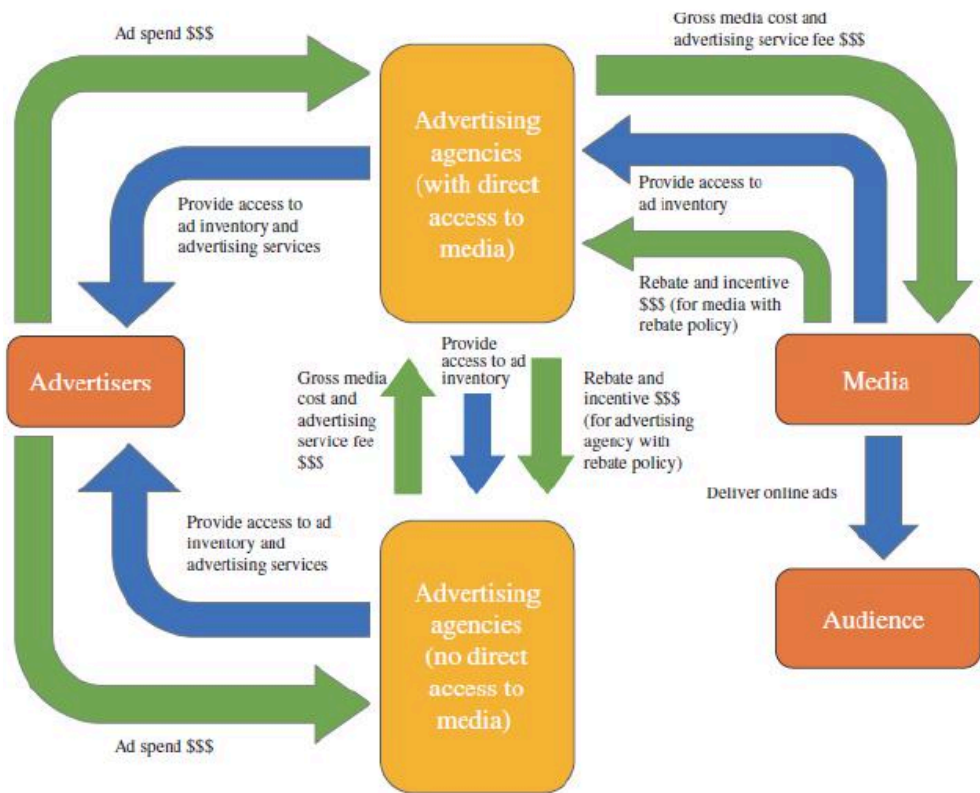 Ad spend $$$
Gross media cost and
advertising service fee $$$
Advertising
agencies
(with direct
access to
media)
Provide access to
ad inventory and
advertising services
Provide access to
ad inventory
Rebate and incentive
$$$ (for media with
rebate policy)
Advertisers
Media
Gross media
cost and
advertising
service fee
$$$
Provide
access to ad
inventory
Rebate and
incentive $$$
(for advertising
agency with
rebate policy)
Deliver online ads
Provide access to ad
inventory and
advertising services
Advertising
agencies
(no direct
access to
media)
Audience
Ad spend $$$